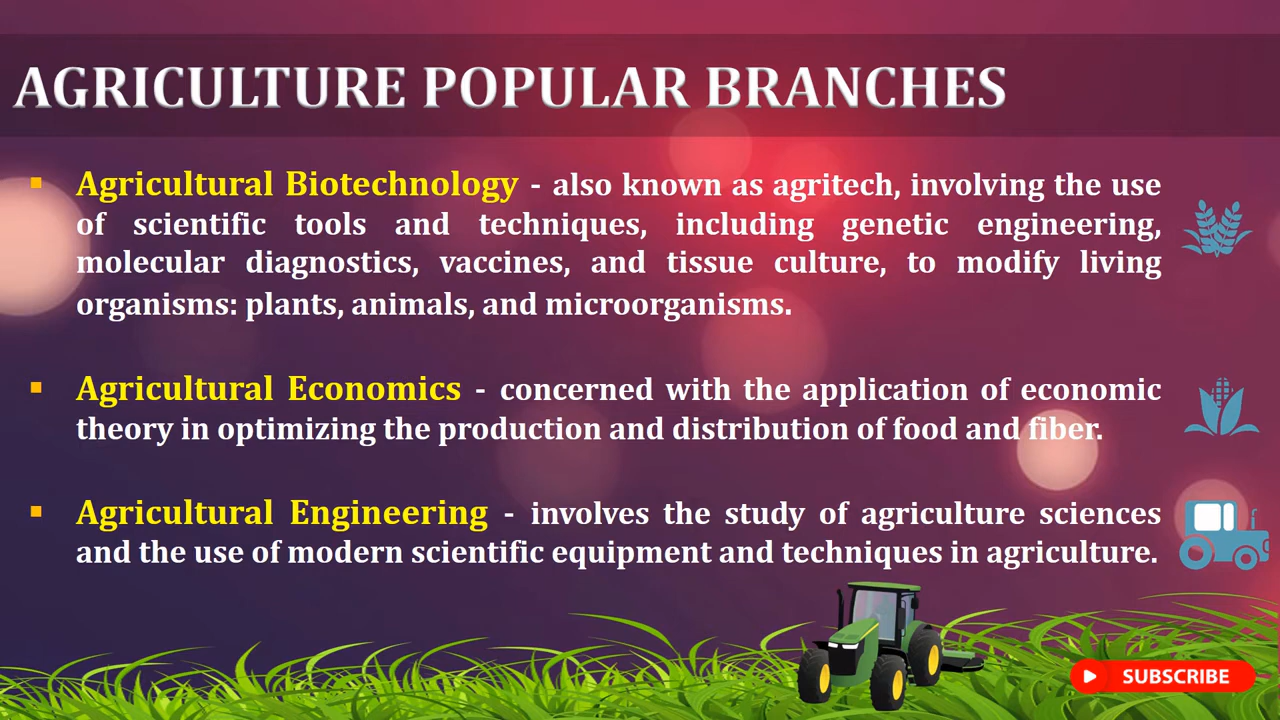 AGRICULTURE POPULAR BRANCHES
▪ Agricultural Biotechnology - also known as agritech, involving the use
of scientific tools and techniques, including genetic engineering,
molecular diagnostics, vaccines, and tissue culture, to modify living
organisms: plants, animals, and microorganisms.
▪ Agricultural Economics - concerned with the application of economic
theory in optimizing the production and distribution of food and fiber.
▪ Agricultural Engineering - involves the study of agriculture sciences
and the use of modern scientific equipment and techniques in agriculture.
SUBSCRIBE